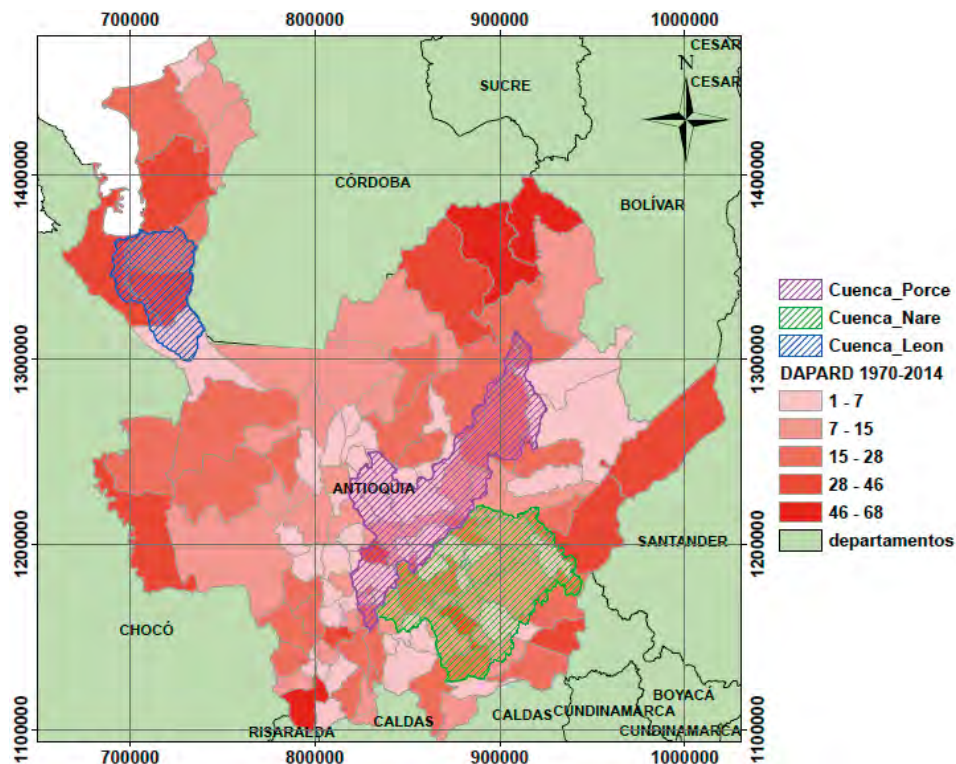 700000 800000 900000 1000000
CESAR
N
CESAR
SUCRE
1400000 1400000
CÓRDOBA
BOLÍVAR
Cuenca_Porce
Cuenca_Nare
Cuenca_Leon
1300000 1300000
DAPARD 1970-2014
1 - 7
7 - 15
15 - 28
28 - 46
46 - 68
departamentos
ANTIOQUIA
1200000 1200000
SANTANDER
CHOCÓ
BOYACÁ
CALDAS CALDAS CUNDINAMARCA
RISARALDA CUNDINAMARCA
1100000 1100000
700000 800000 900000 1000000